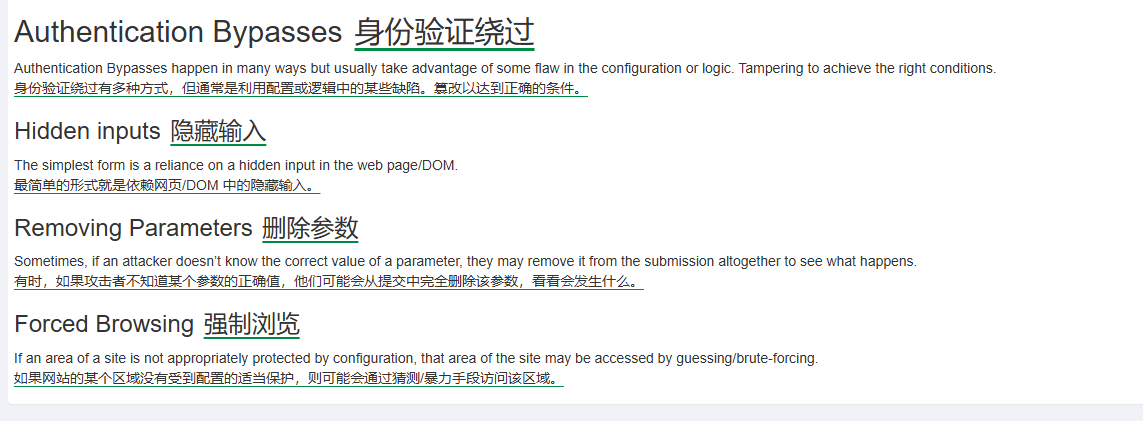 Authentication Bypasses 身份验证绕过
Authentication Bypasses happen in many ways but usually take advantage of some flaw in the configuration or logic. Tampering to achieve the right conditions.
身份验证绕过有多种方式，但通常是利用配置或逻辑中的某些缺陷。篡改以达到正确的条件。
Hidden inputs 隐藏输入
The simplest form is a reliance on a hidden input in the web page/DOM.
最简单的形式就是依赖网页/DOM 中的隐藏输入。
Removing Parameters 删除参数
Sometimes, if an attacker doesn’t know the correct value of a parameter, they may remove it from the submission altogether to see what happens.
有时，如果攻击者不知道某个参数的正确值，他们可能会从提交中完全删除该参数，看看会发生什么。
Forced Browsing 强制浏览
If an area of a site is not appropriately protected by configuration, that area of the site may be accessed by guessing/brute-forcing.
如果网站的某个区域没有受到配置的适当保护，则可能会通过猜测/暴力手段访问该区域。